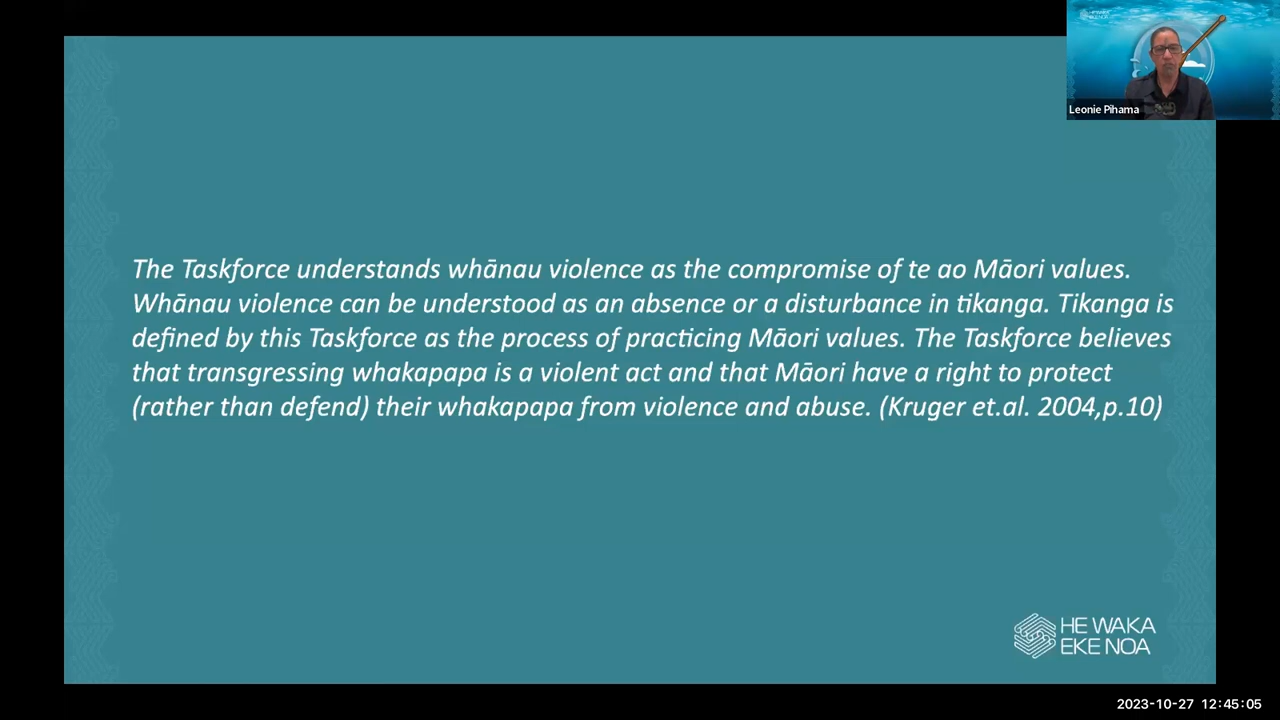 HE WAKA
EKE NOA
Leonie Pihama
The Taskforce understands whānau violence as the compromise of te ao Māori values.
Whānau violence can be understood as an absence or a disturbance in tikanga. Tikanga is
defined by this Taskforce as the process of practicing Māori values. The Taskforce believes
that transgressing whakapapa is a violent act and that Māori have a right to protect
(rather than defend) their whakapapa from violence and abuse. (Kruger et.al. 2004,p.10)
HE WAKA
EKE NOA
2023-10-27 12:45:05